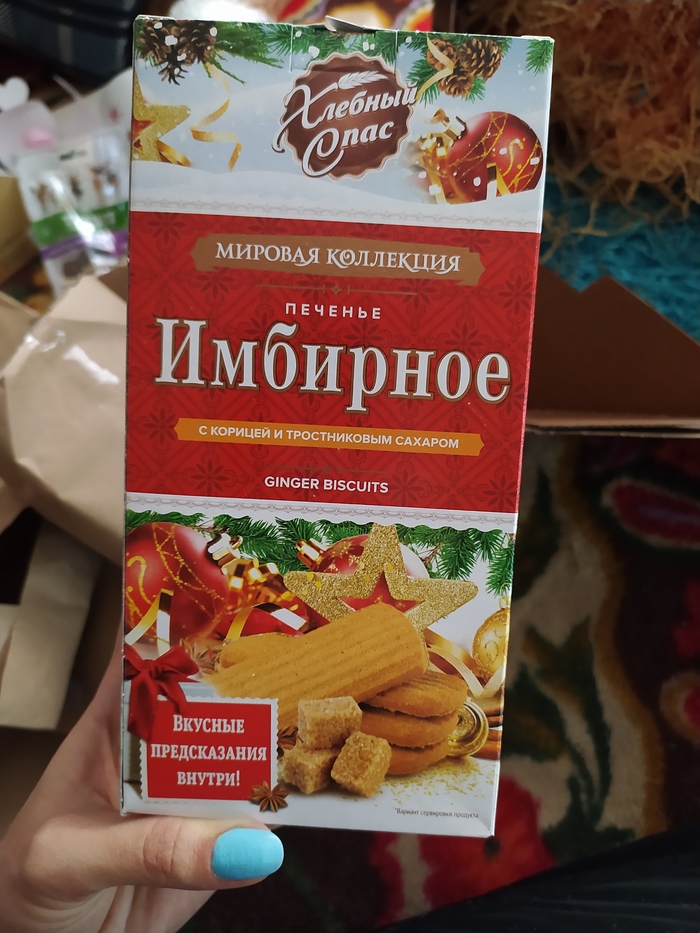 Хлебный
Спас
МИРОВАЯ КОЛЛЕКЦИЯ
ПЕЧЕНЬЕ
Имбирное
С КОРИЦЕЙ И ТРОСТНИКОВЫМ САХАРОМ
GINGER BISCUITS
ВКУСНЫЕ
ПРЕДСКАЗАНИЯ
ВНУТРИ!
*Вариант сервировки продукта